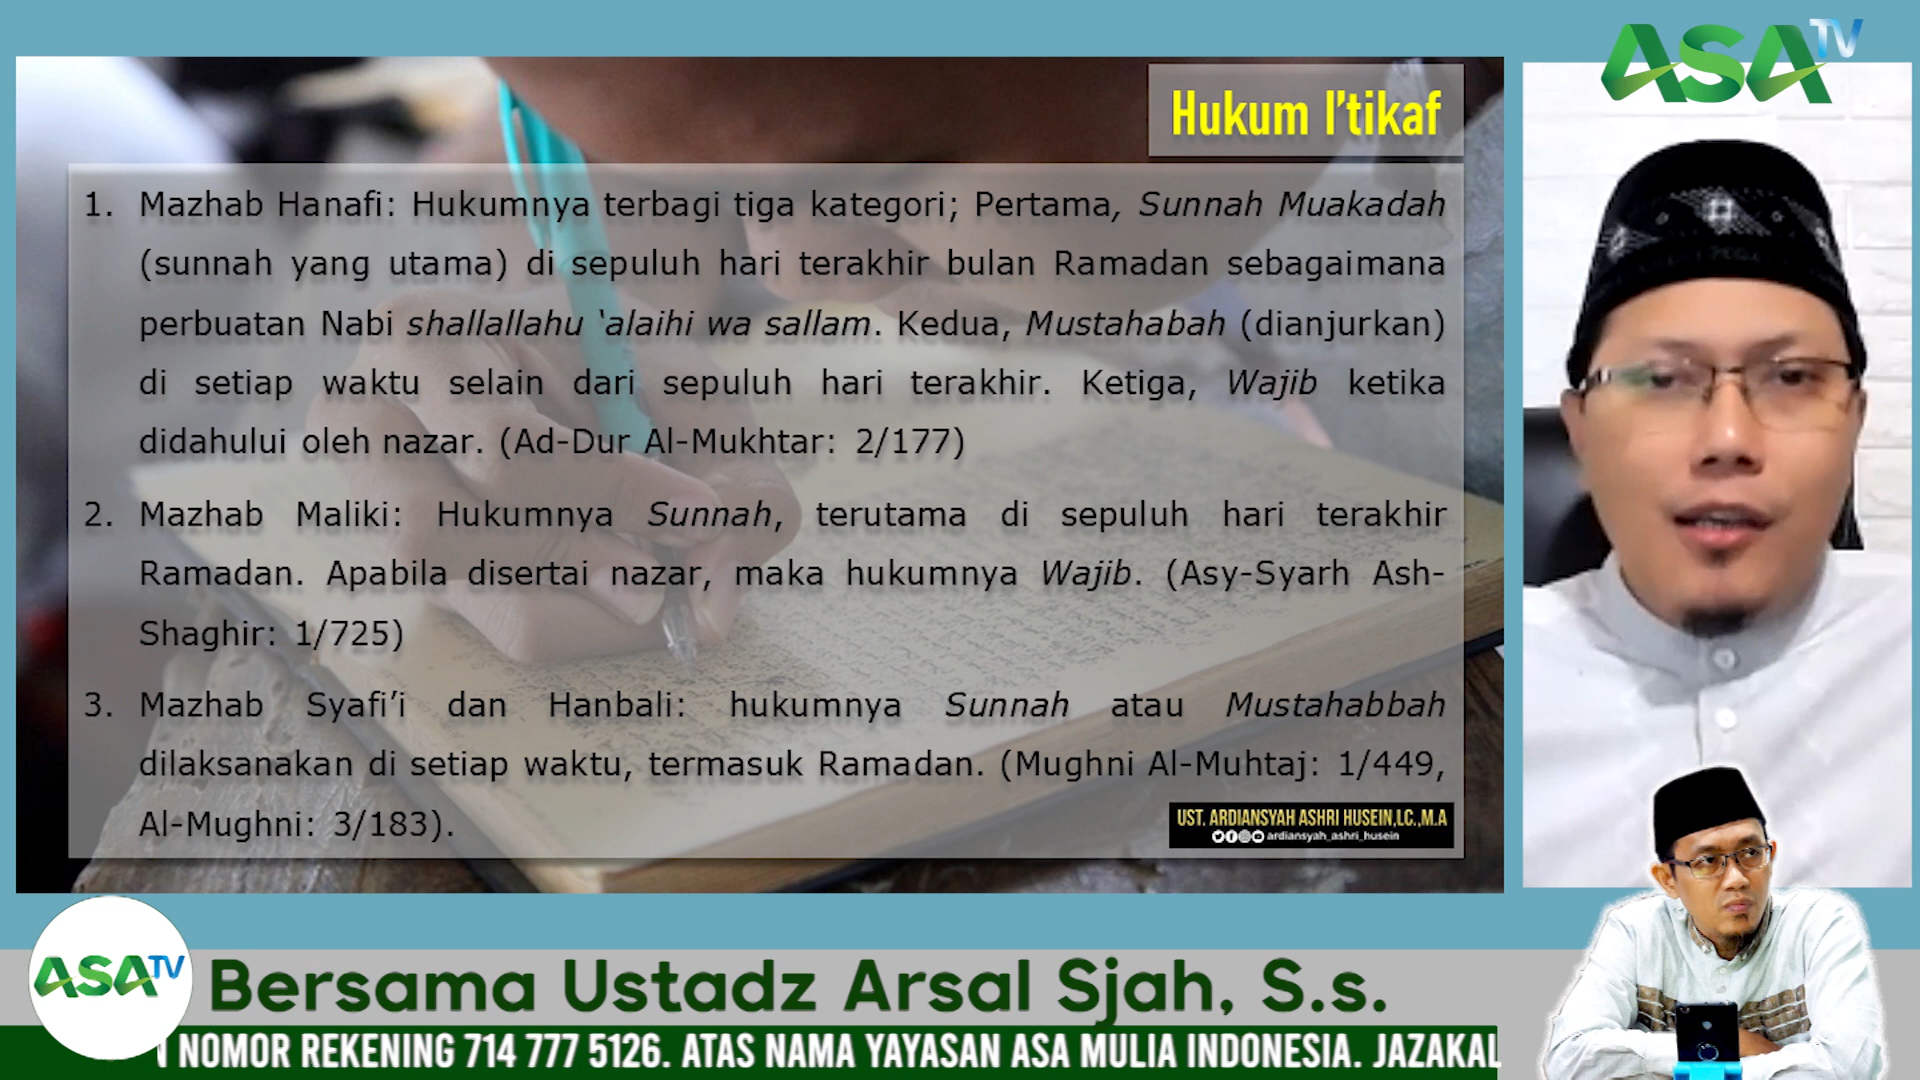 ASA TV
Hukum I'tikaf
1. Mazhab Hanafi: Hukumnya terbagi tiga kategori; Pertama, Sunnah Muakadah
(sunnah yang utama) di sepuluh hari terakhir bulan Ramadan sebagaimana
perbuatan Nabi shallallahu ‘alaihi wa sallam. Kedua, Mustahabah (dianjurkan)
di setiap waktu selain dari sepuluh hari terakhir. Ketiga, Wajib ketika
didahului oleh nazar. (Ad-Dur Al-Mukhtar: 2/177)
2. Mazhab Maliki: Hukumnya Sunnah, terutama di sepuluh hari terakhir
Ramadan. Apabila disertai nazar, maka hukumnya Wajib. (Asy-Syarh Ash-
Shaghir: 1/725)
3. Mazhab Syafi’i dan Hanbali: hukumnya Sunnah atau Mustahabbah
dilaksanakan di setiap waktu, termasuk Ramadan. (Mughni Al-Muhtaj: 1/449,
Al-Mughni: 3/183).
UST. ARDIANSYAH ASHRI HUSEIN,LC.,M.A
ardiansyah_ashri_husein
ASA TV
Bersama Ustadz Arsal Sjah, S.s.
NOMOR REKENING 714 777 5126. ATAS NAMA YAYASAN ASA MULIA INDONESIA. JAZAKAL